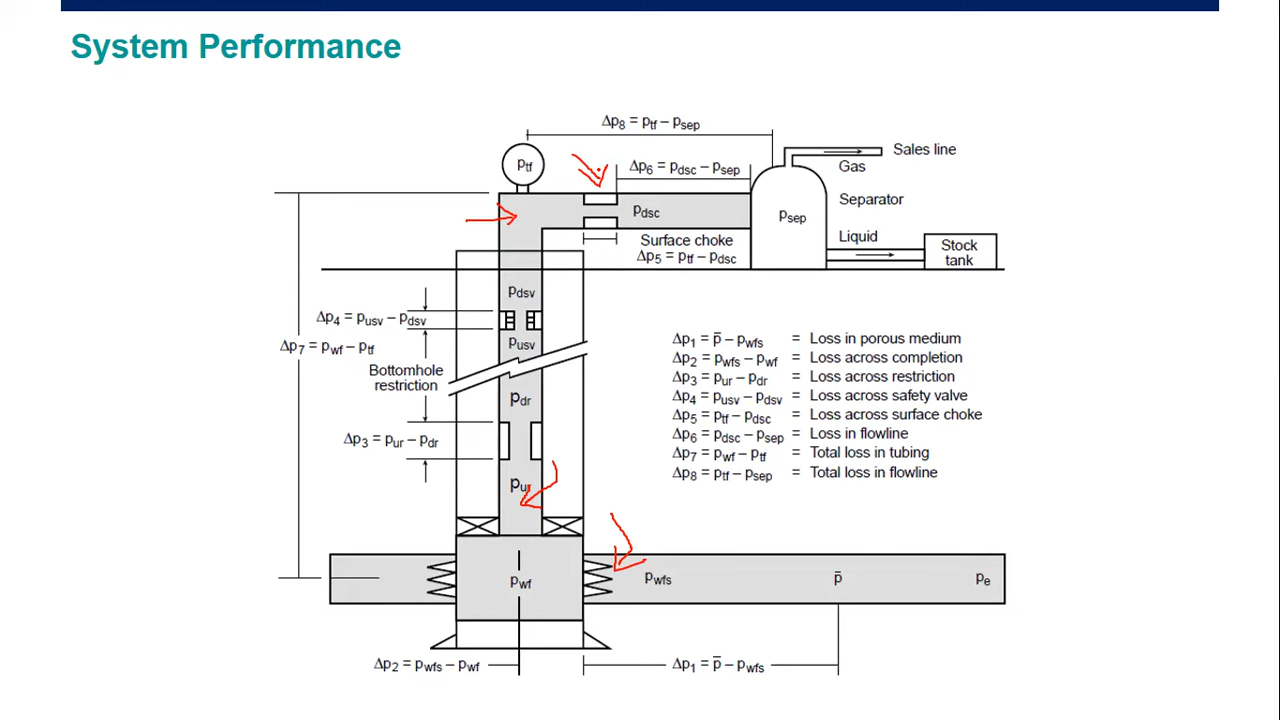 System Performance
Δp8 = ptf – psep
ptf
Δp6 = pdsc – psep
Sales line
Gas
pdsc
psep
Separator
Surface choke
Δp5 = ptf – pdsc
Liquid
Stock
tank
pdsv
Δp4 = pusv – pdsv
Δp7 = pwf – ptf
pusv
Bottomhole
restriction
pdr
Δp3 = pur – pdr
pur
Δp1 = p̅ – pwfs = Loss in porous medium
Δp2 = pwfs – pwf = Loss across completion
Δp3 = pur – pdr = Loss across restriction
Δp4 = pusv – pdsv = Loss across safety valve
Δp5 = ptf – pdsc = Loss across surface choke
Δp6 = pdsc – psep = Loss in flowline
Δp7 = pwf – ptf = Total loss in tubing
Δp8 = ptf – psep = Total loss in flowline
pwf
pwfs
p̅
pe
Δp2 = pwfs – pwf
Δp1 = p̅ – pwfs